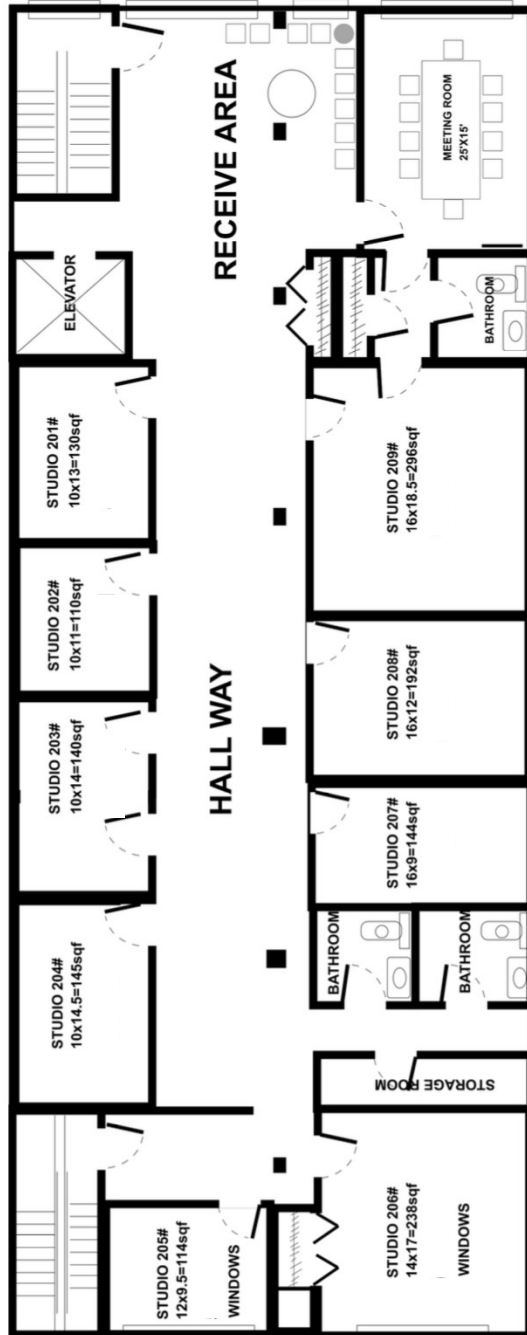 RECEIVE AREA
MEETING ROOM
25'X15'
ELEVATOR
BATHROOM
STUDIO 201#
10x13=130sqf
STUDIO 209#
16x18.5=296sqf
STUDIO 202#
10x11=110sqf
STUDIO 208#
16x12=192sqf
HALL WAY
STUDIO 203#
10x14=140sqf
STUDIO 207#
16x9=144sqf
STUDIO 204#
10x14.5=145sqf
BATHROOM
BATHROOM
STORAGE ROOM
STUDIO 205#
12x9.5=114sqf
WINDOWS
STUDIO 206#
14x17=238sqf
WINDOWS